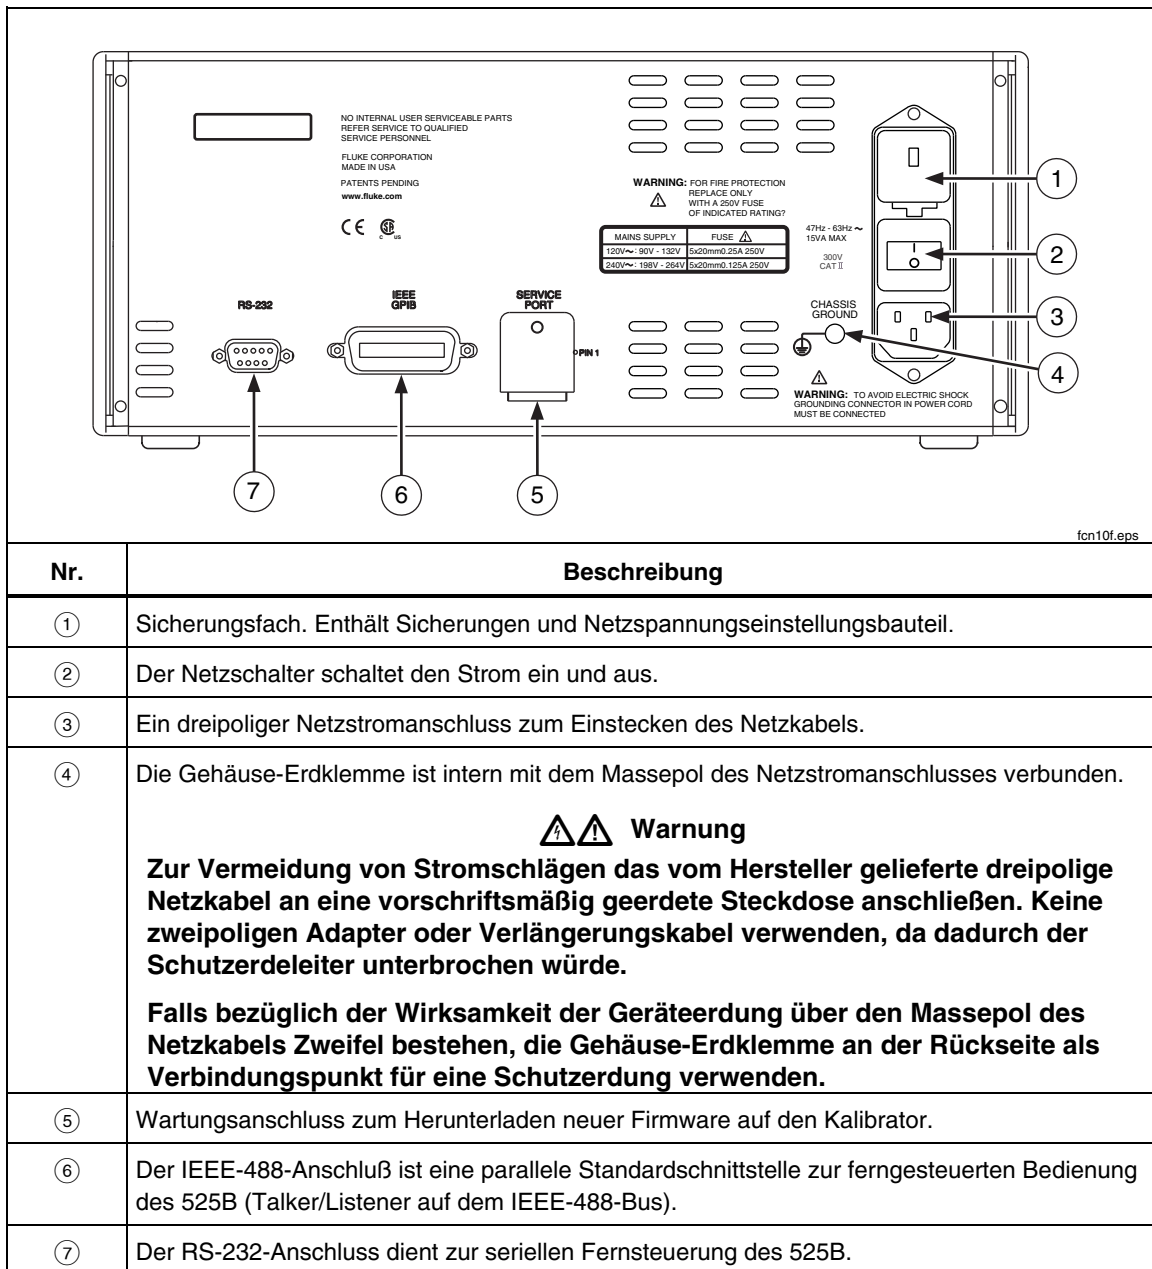 NO INTERNAL USER SERVICEABLE PARTS
REFER SERVICE TO QUALIFIED
SERVICE PERSONNEL
FLUKE CORPORATION
MADE IN USA
PATENTS PENDING
www.fluke.com
CE
C US
WARNING: FOR FIRE PROTECTION
REPLACE ONLY
WITH A 250V FUSE
OF INDICATED RATING?
MAINS SUPPLY FUSE
120V～: 90V - 132V 5x20mm0.25A 250V
240V～: 198V - 264V 5x20mm0.125A 250V
47Hz - 63Hz ～
15VA MAX
300V
CAT II
RS-232
IEEE
GPIB
SERVICE
PORT
PIN 1
CHASSIS
GROUND
WARNING: TO AVOID ELECTRIC SHOCK
GROUNDING CONNECTOR IN POWER CORD
MUST BE CONNECTED
1
2
3
4
7
6
5
fcn10f.eps
Nr. Beschreibung
① Sicherungsfach. Enthält Sicherungen und Netzspannungseinstellungsbauteil.
② Der Netzschalter schaltet den Strom ein und aus.
③ Ein dreipoliger Netzstromanschluss zum Einstecken des Netzkabels.
④ Die Gehäuse-Erdklemme ist intern mit dem Massepol des Netzstromanschlusses verbunden.
Warnung
Zur Vermeidung von Stromschlägen das vom Hersteller gelieferte dreipolige
Netzkabel an eine vorschriftsmäßig geerdete Steckdose anschließen. Keine
zweipoligen Adapter oder Verlängerungskabel verwenden, da dadurch der
Schutzerdeleiter unterbrochen würde.
Falls bezüglich der Wirksamkeit der Geräteerdung über den Massepol des
Netzkabels Zweifel bestehen, die Gehäuse-Erdklemme an der Rückseite als
Verbindungspunkt für eine Schutzerdung verwenden.
⑤ Wartungsanschluss zum Herunterladen neuer Firmware auf den Kalibrator.
⑥ Der IEEE-488-Anschluß ist eine parallele Standardschnittstelle zur ferngesteuerten Bedienung
des 525B (Talker/Listener auf dem IEEE-488-Bus).
⑦ Der RS-232-Anschluss dient zur seriellen Fernsteuerung des 525B.